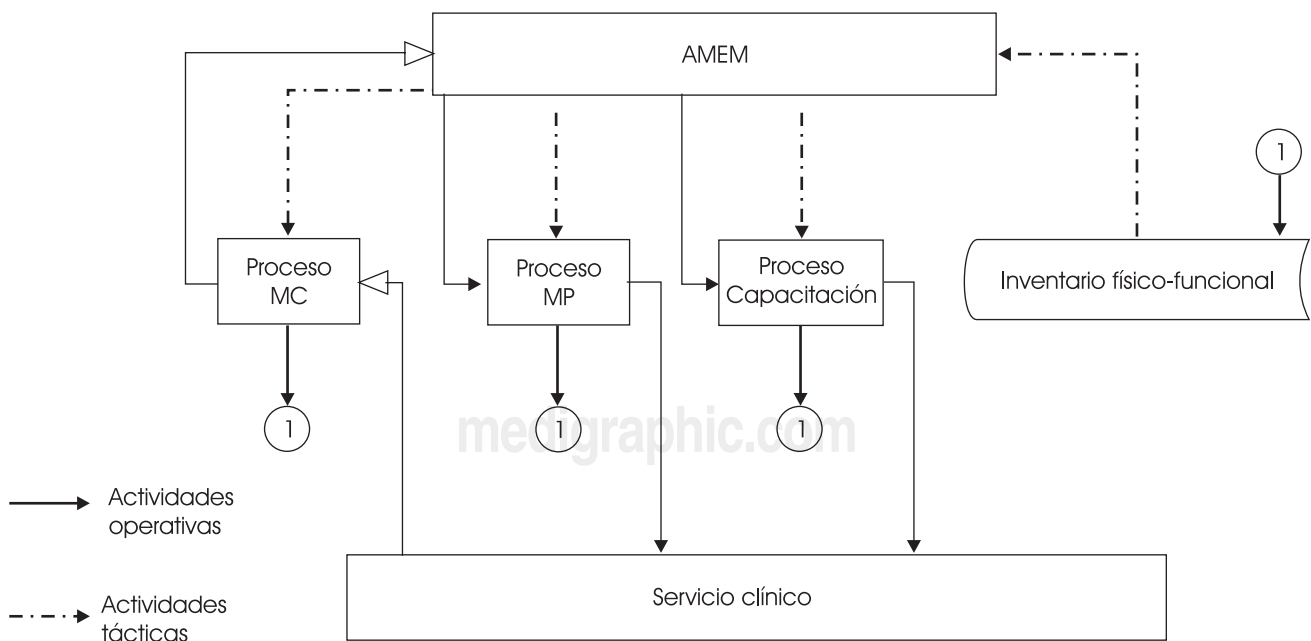 AMEM
1
Proceso
MC
Proceso
MP
Proceso
Capacitación
Inventario físico-funcional
1
1
1
medigraphic.com
Actividades
operativas
Servicio clínico
Actividades
tácticas